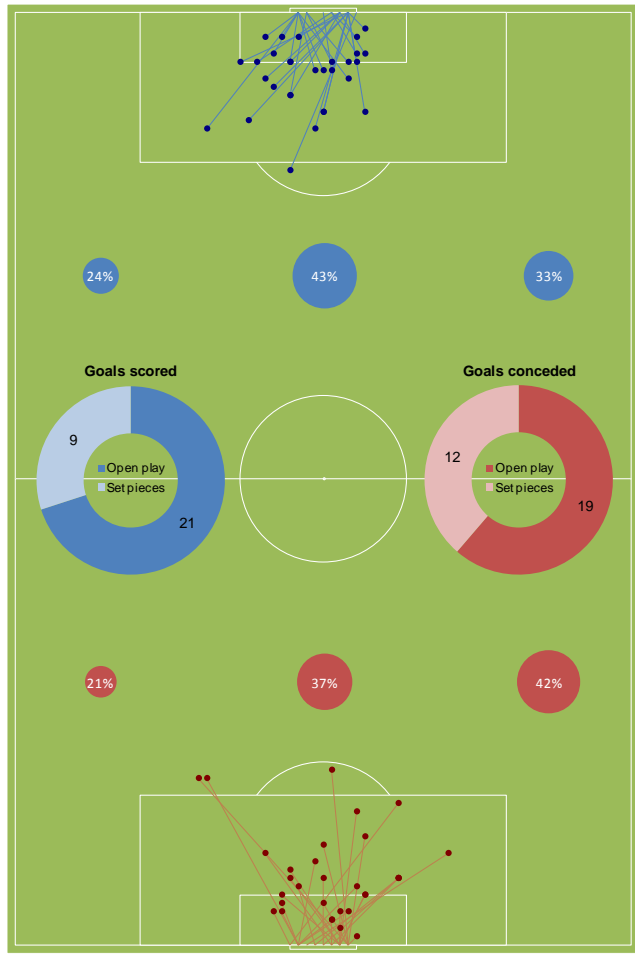 24%
43%
33%
Goals scored
Goals conceded
9
12
Open play
Open play
Set pieces
Set pieces
19
21
21%
37%
42%